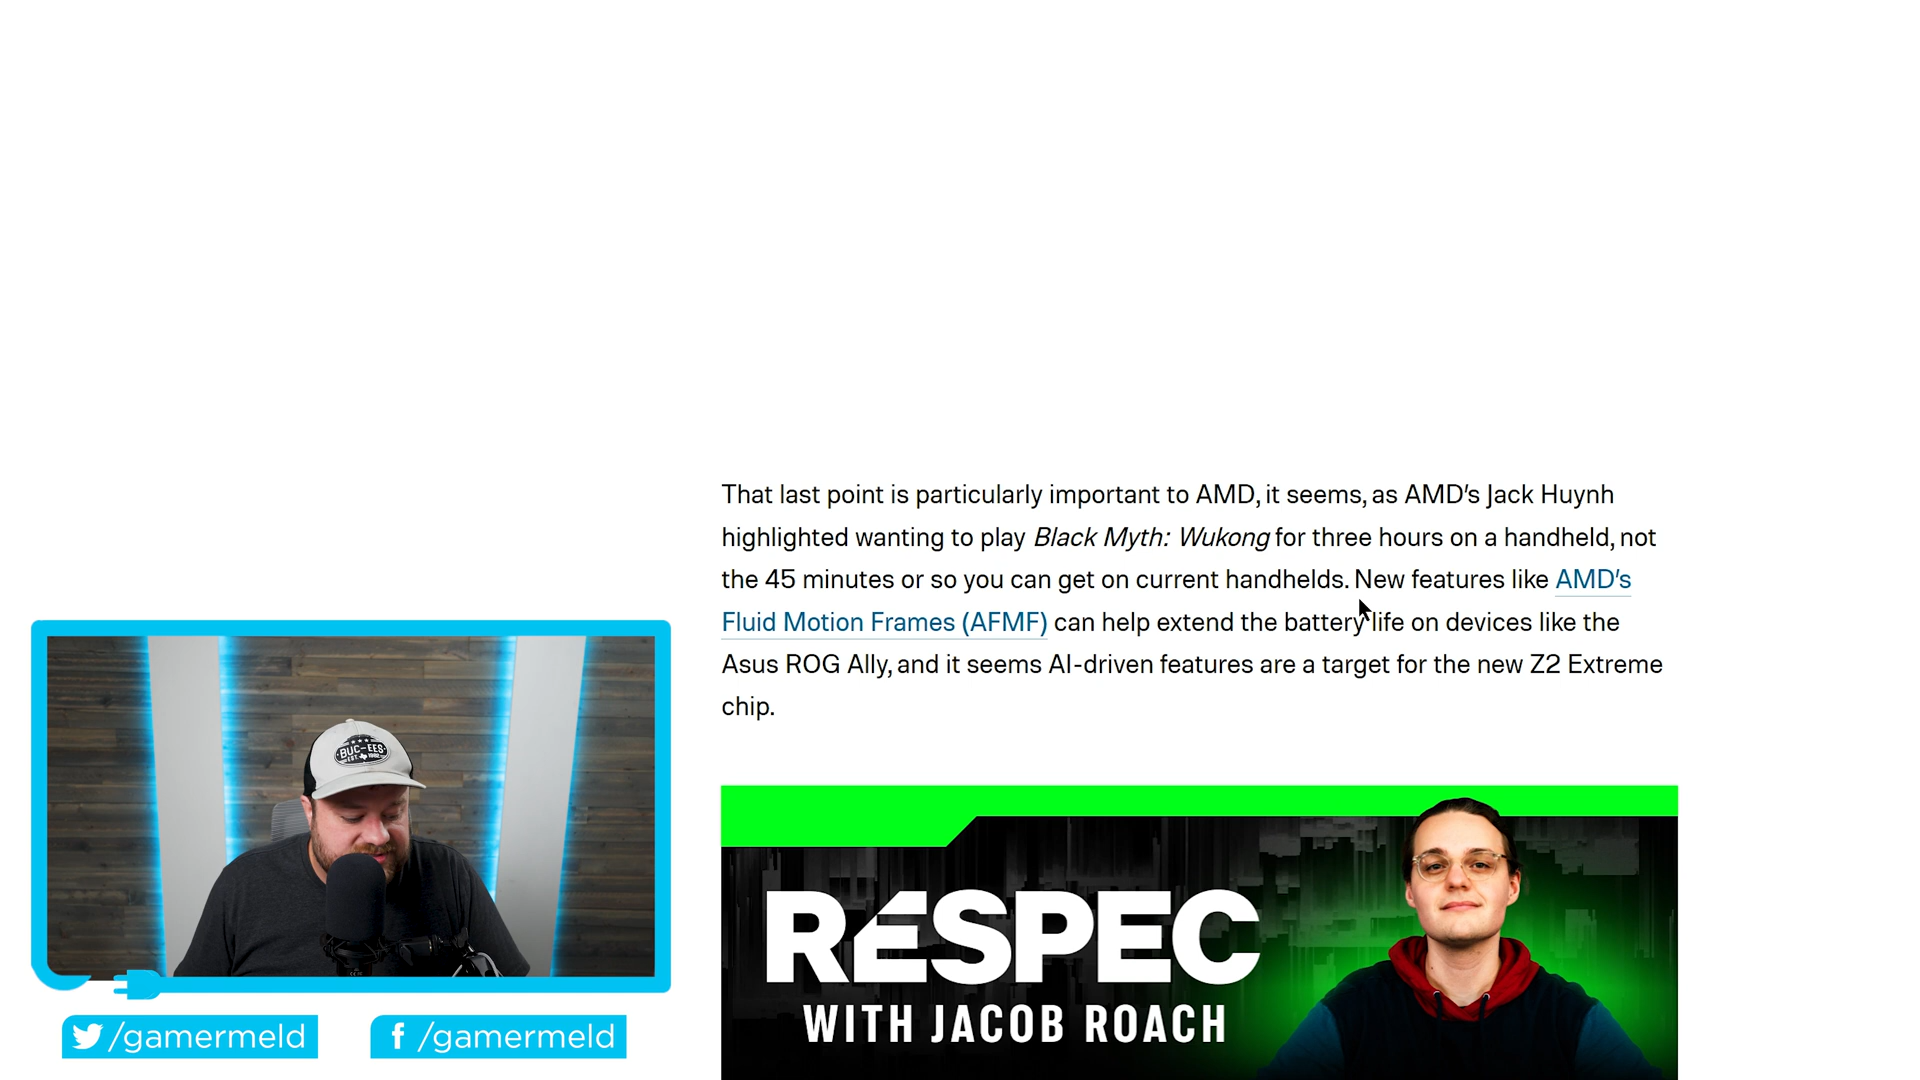 That last point is particularly important to AMD, it seems, as AMD's Jack Huynh
highlighted wanting to play Black Myth: Wukong for three hours on a handheld, not
the 45 minutes or so you can get on current handhelds. New features like AMD's
Fluid Motion Frames (AFMF) can help extend the battery life on devices like the
Asus ROG Ally, and it seems AI-driven features are a target for the new Z2 Extreme
chip.
BUC-EES
RESPEC
WITH JACOB ROACH
/gamermeld
/gamermeld